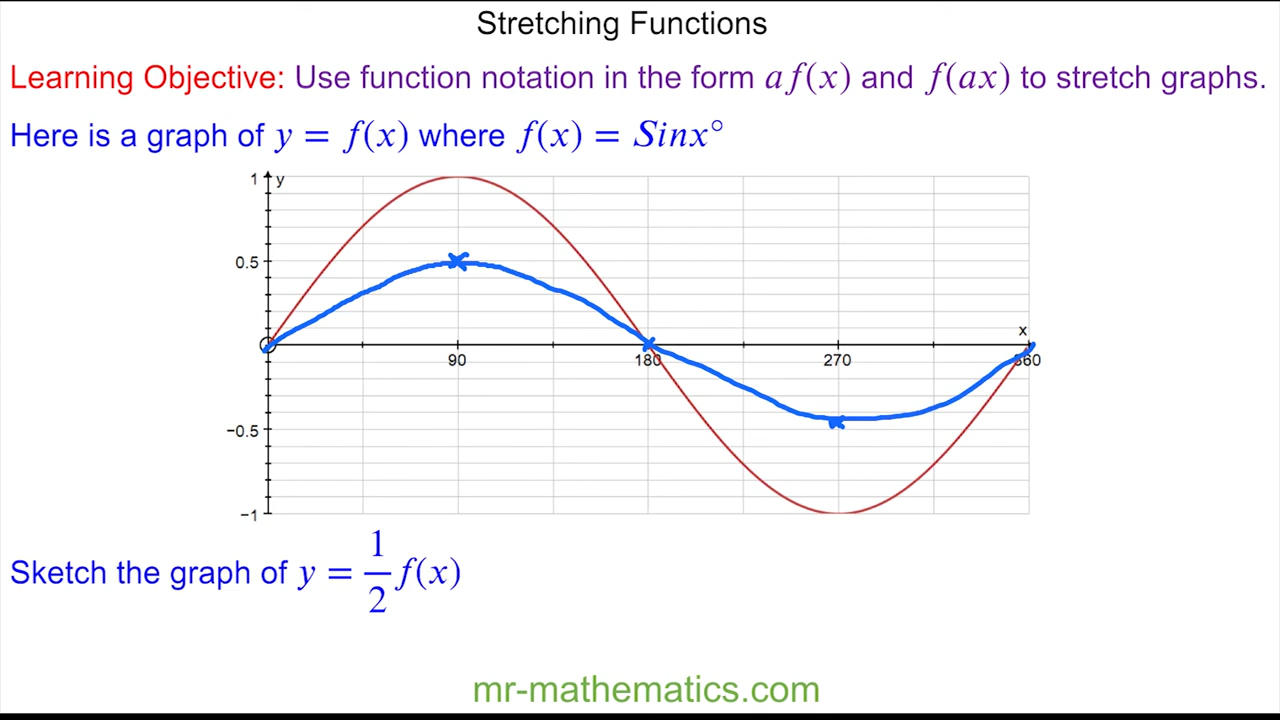 Stretching Functions
Learning Objective: Use function notation in the form af(x) and f(ax) to stretch graphs.
Here is a graph of y = f(x) where f(x) = Sinx°
1 y
0.5
x
90 180 270 360
−0.5
−1
Sketch the graph of y = 1/2 f(x)
mr-mathematics.com